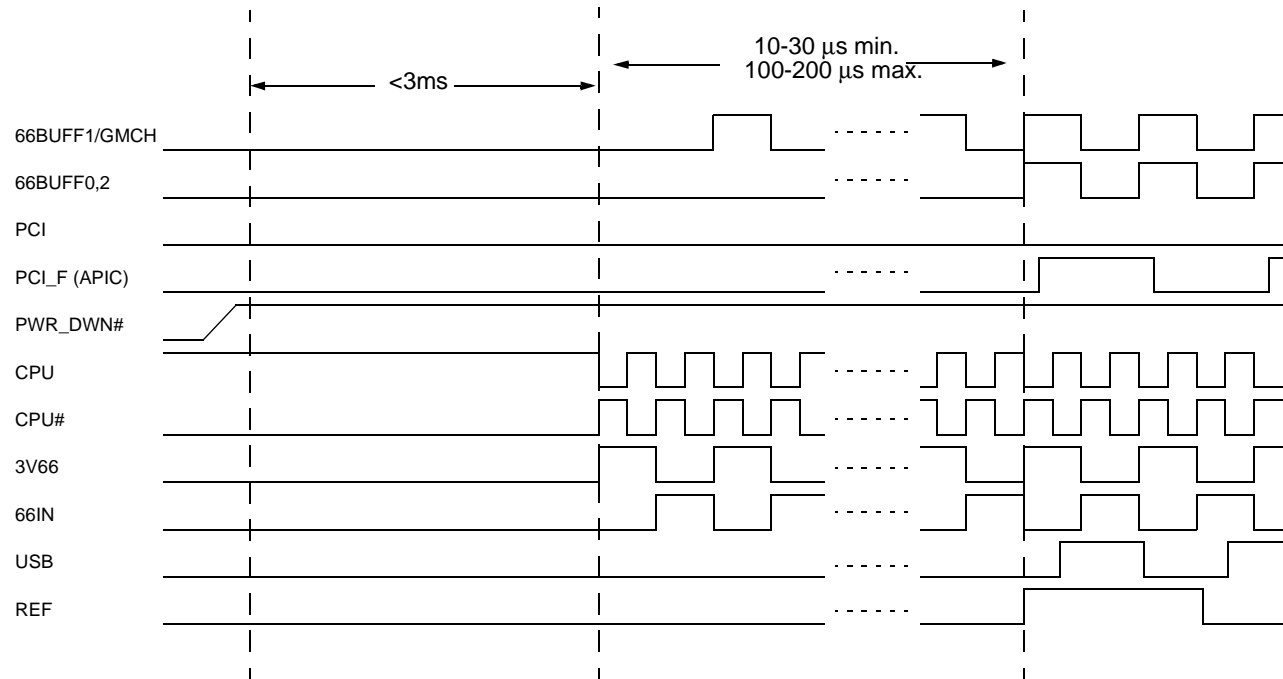 10-30 μs min.
100-200 μs max.
<3ms
66BUFF1/GMCH
66BUFF0,2
PCI
PCI_F (APIC)
PWR_DWN#
CPU
CPU#
3V66
66IN
USB
REF